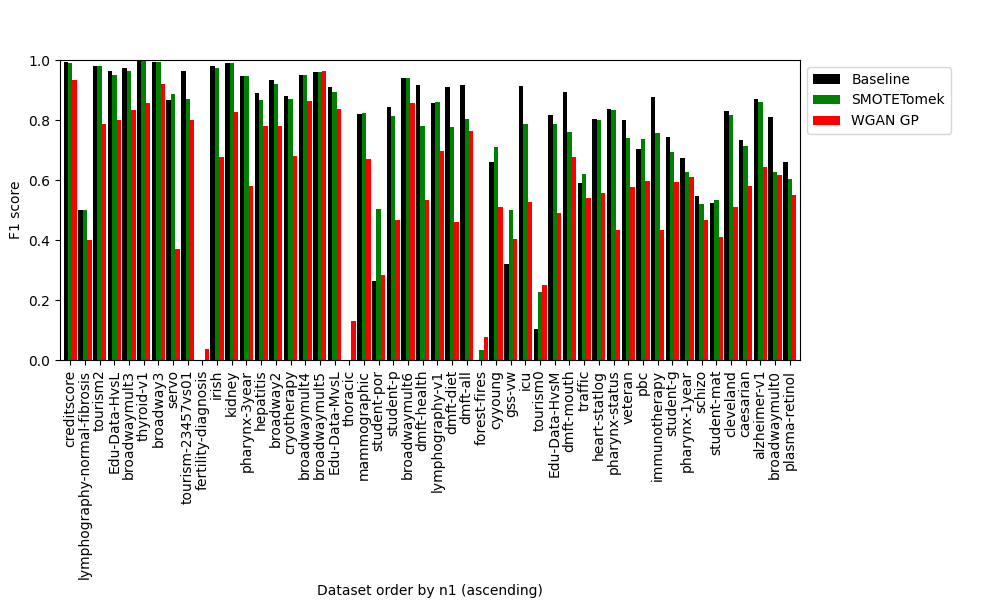 Baseline
SMOTETomek
WGAN GP
F1 score
1.0
0.8
0.6
0.4
0.2
0.0
creditscore
lymphography-normal-fibrosis
tourism2
Edu-Data-HvsL
broadwaymult3
thyroid-v1
broadway3
servo
tourism-23457vs01
fertility-diagnosis
irish
kidney
pharynx-3year
hepatitis
broadway2
cryotherapy
broadwaymult4
broadwaymult5
Edu-Data-MvsL
thoracic
mammographic
student-por
student-p
broadwaymult6
dmft-health
lymphography-v1
dmft-diet
dmft-all
forest-fires
cyyoung
gss-vw
icu
tourism0
Edu-Data-HvsM
dmft-mouth
traffic
heart-statlog
pharynx-status
veteran
pbc
immunotherapy
student-g
pharynx-1year
schizo
student-mat
cleveland
caesarian
alzheimer-v1
broadwaymult0
plasma-retinol
Dataset order by n1 (ascending)